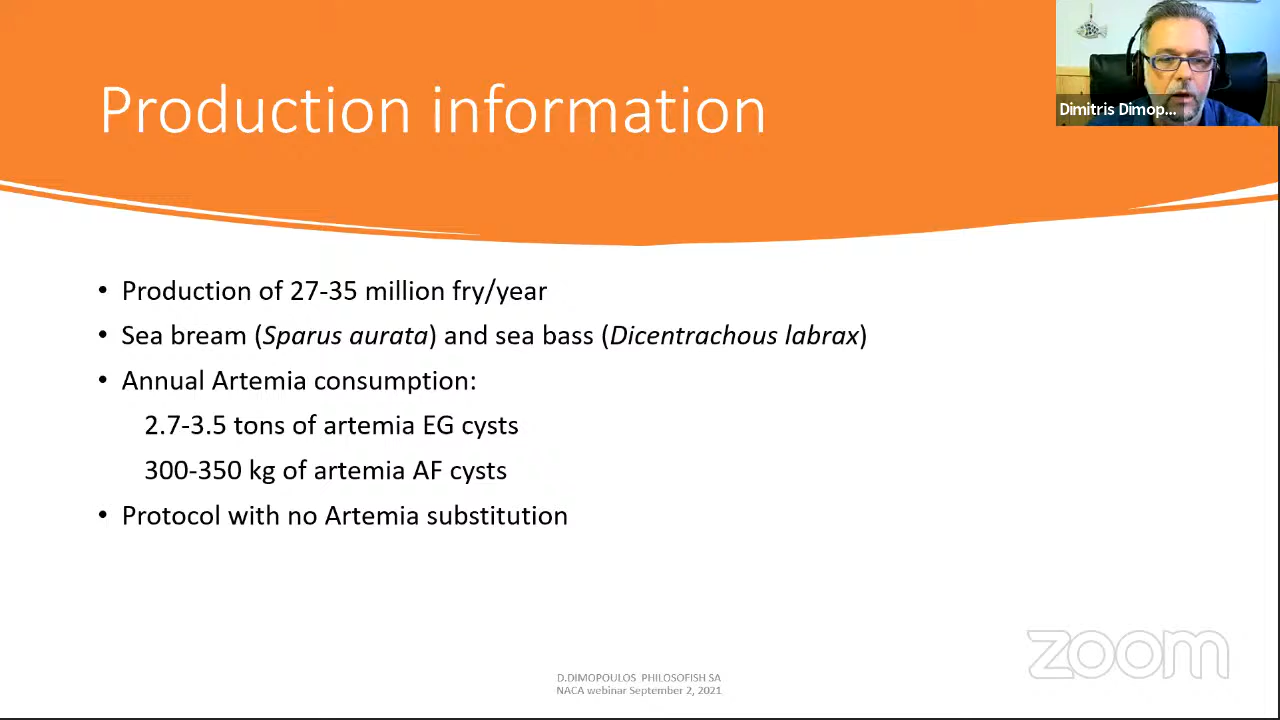 Production information
Dimitris Dimop...
• Production of 27-35 million fry/year
• Sea bream (Sparus aurata) and sea bass (Dicentrachous labrax)
• Annual Artemia consumption:
2.7-3.5 tons of artemia EG cysts
300-350 kg of artemia AF cysts
• Protocol with no Artemia substitution
zoom
D.DIMOPOULOS PHILOSOFISH SA
NACA webinar September 2, 2021